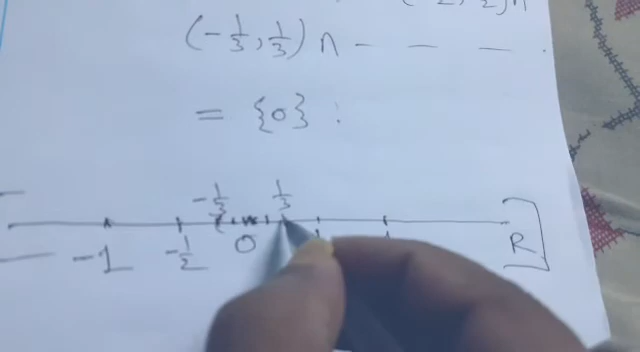 (-1/3, 1/3) ∩ - - - .
= {0} :
-1/3 1/3
-1 -1/2 0 R